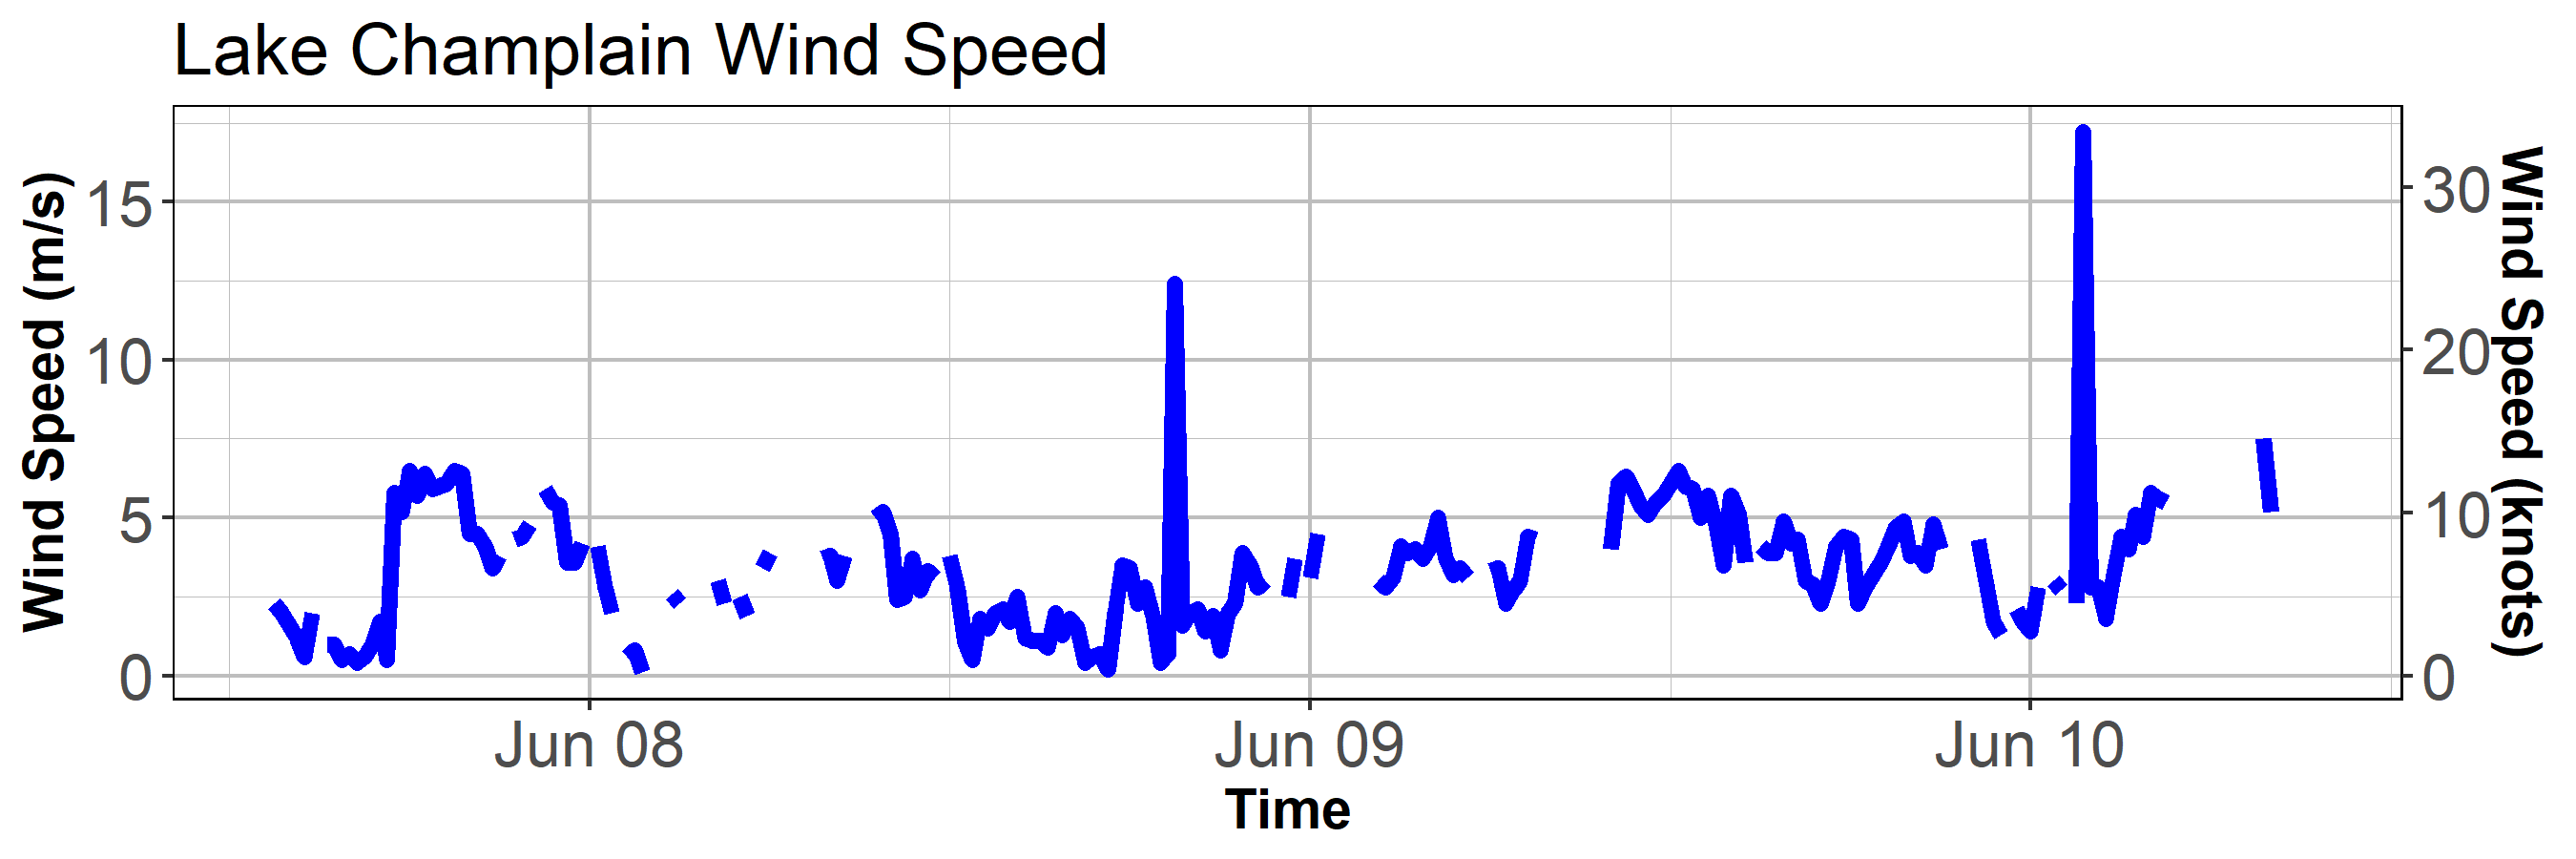 Lake Champlain Wind Speed
Wind Speed (m/s)
15
10
5
0
30
20
10
0
Wind Speed (knots)
Jun 08
Jun 09
Jun 10
Time